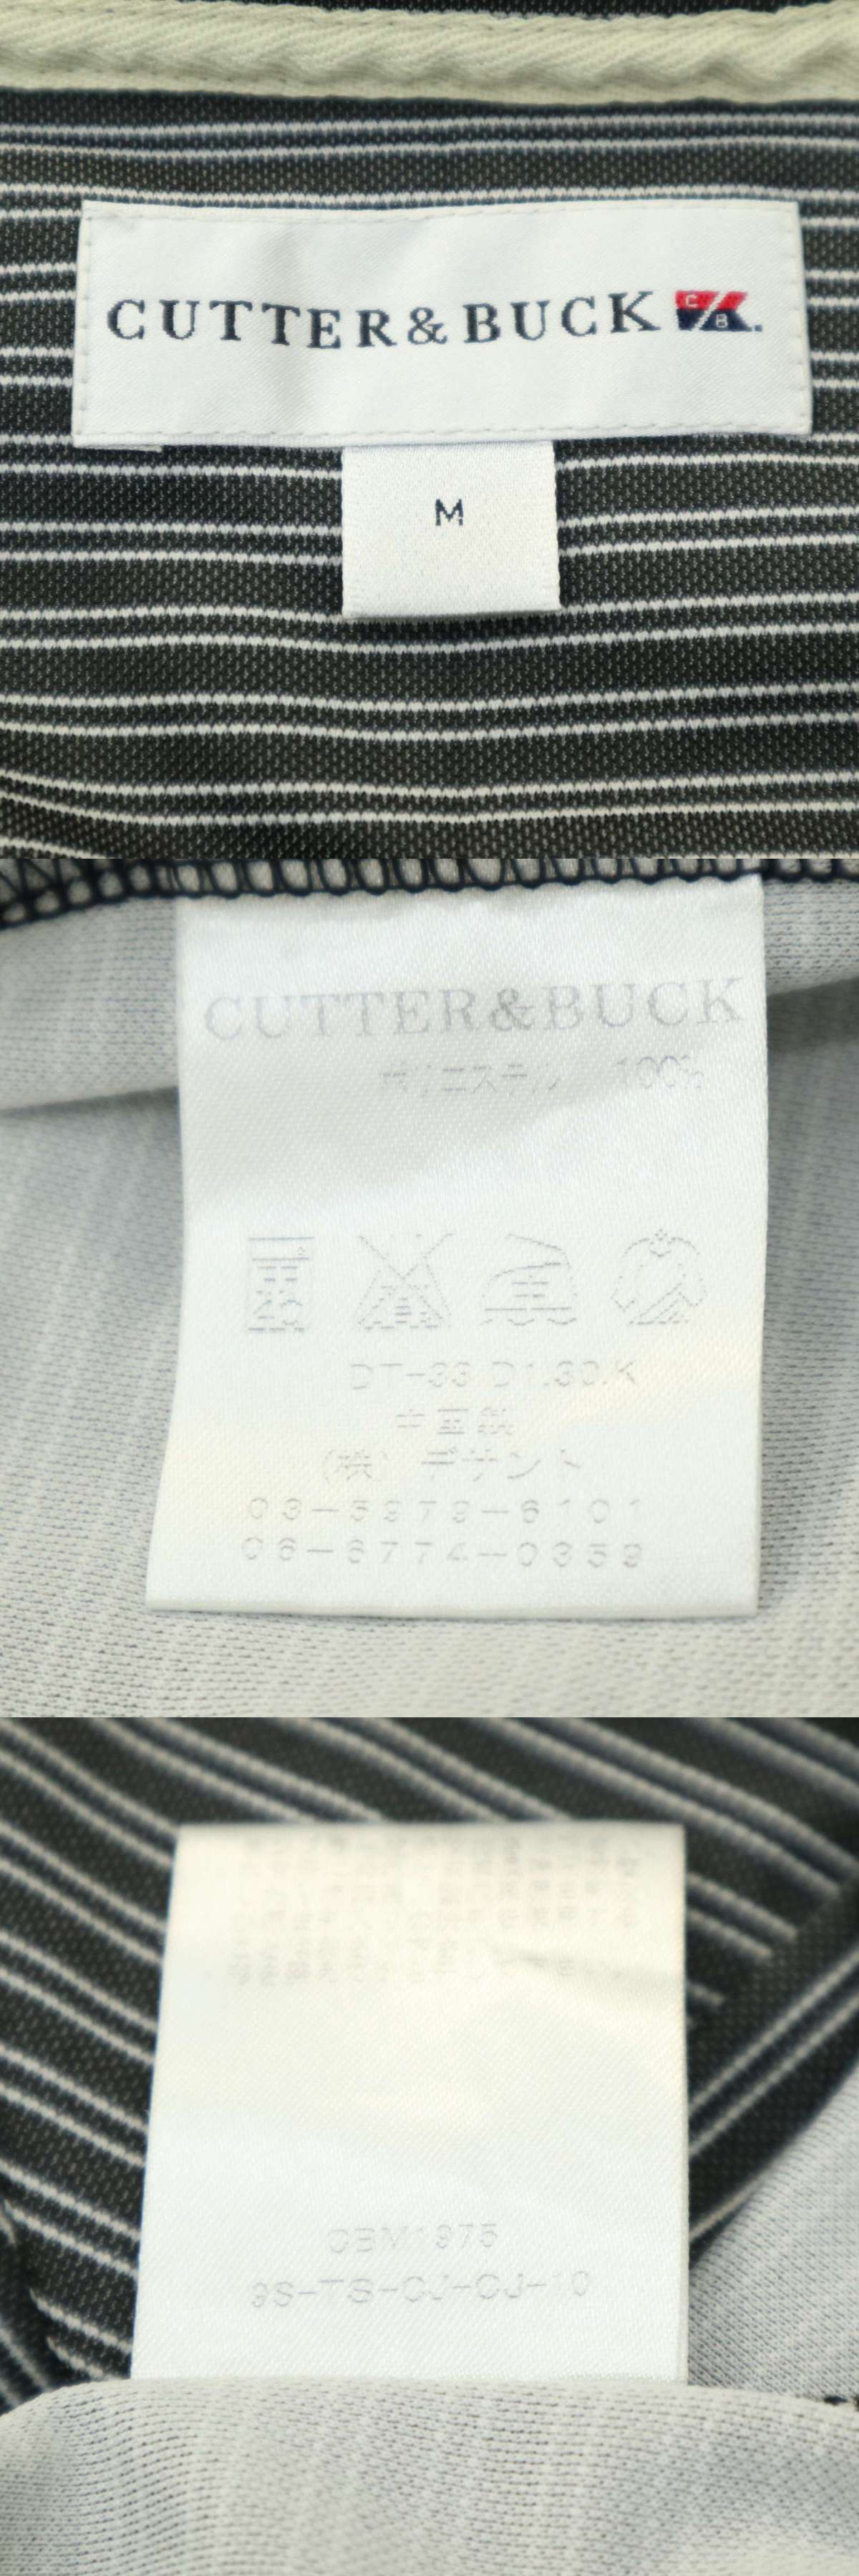 CUTTER&BUCK C/B.
M
CUTTER&BUCK
ポリエステル 100%
40
DT-33 D1.30.K
中国製
(株) デサント
03-5979-6101
06-6774-0359
CBM1975
9S-TS-CJ-CJ-10